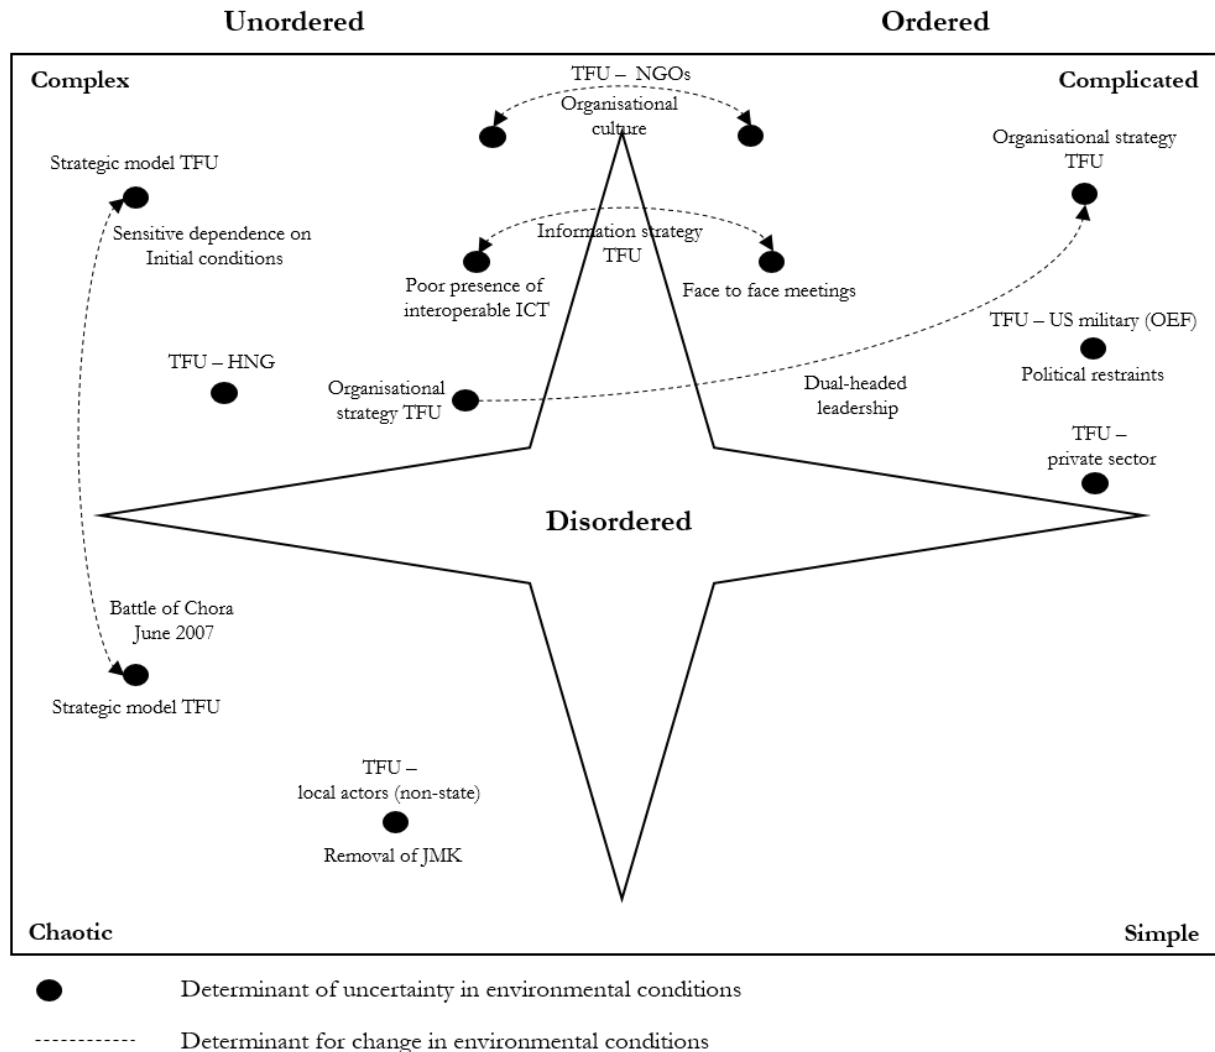 Unordered
Ordered
Complex
Complicated
TFU – NGOs
Organisational
culture
Organisational strategy
TFU
Strategic model TFU
Sensitive dependence on
Initial conditions
Information strategy
TFU
Poor presence of
interoperable ICT
Face to face meetings
TFU – US military (OEF)
Political restraints
TFU – HNG
Organisational
strategy TFU
Dual-headed
leadership
TFU –
private sector
Disordered
Battle of Chora
June 2007
Strategic model TFU
TFU –
local actors (non-state)
Removal of JMK
Chaotic
Simple
Determinant of uncertainty in environmental conditions
Determinant for change in environmental conditions